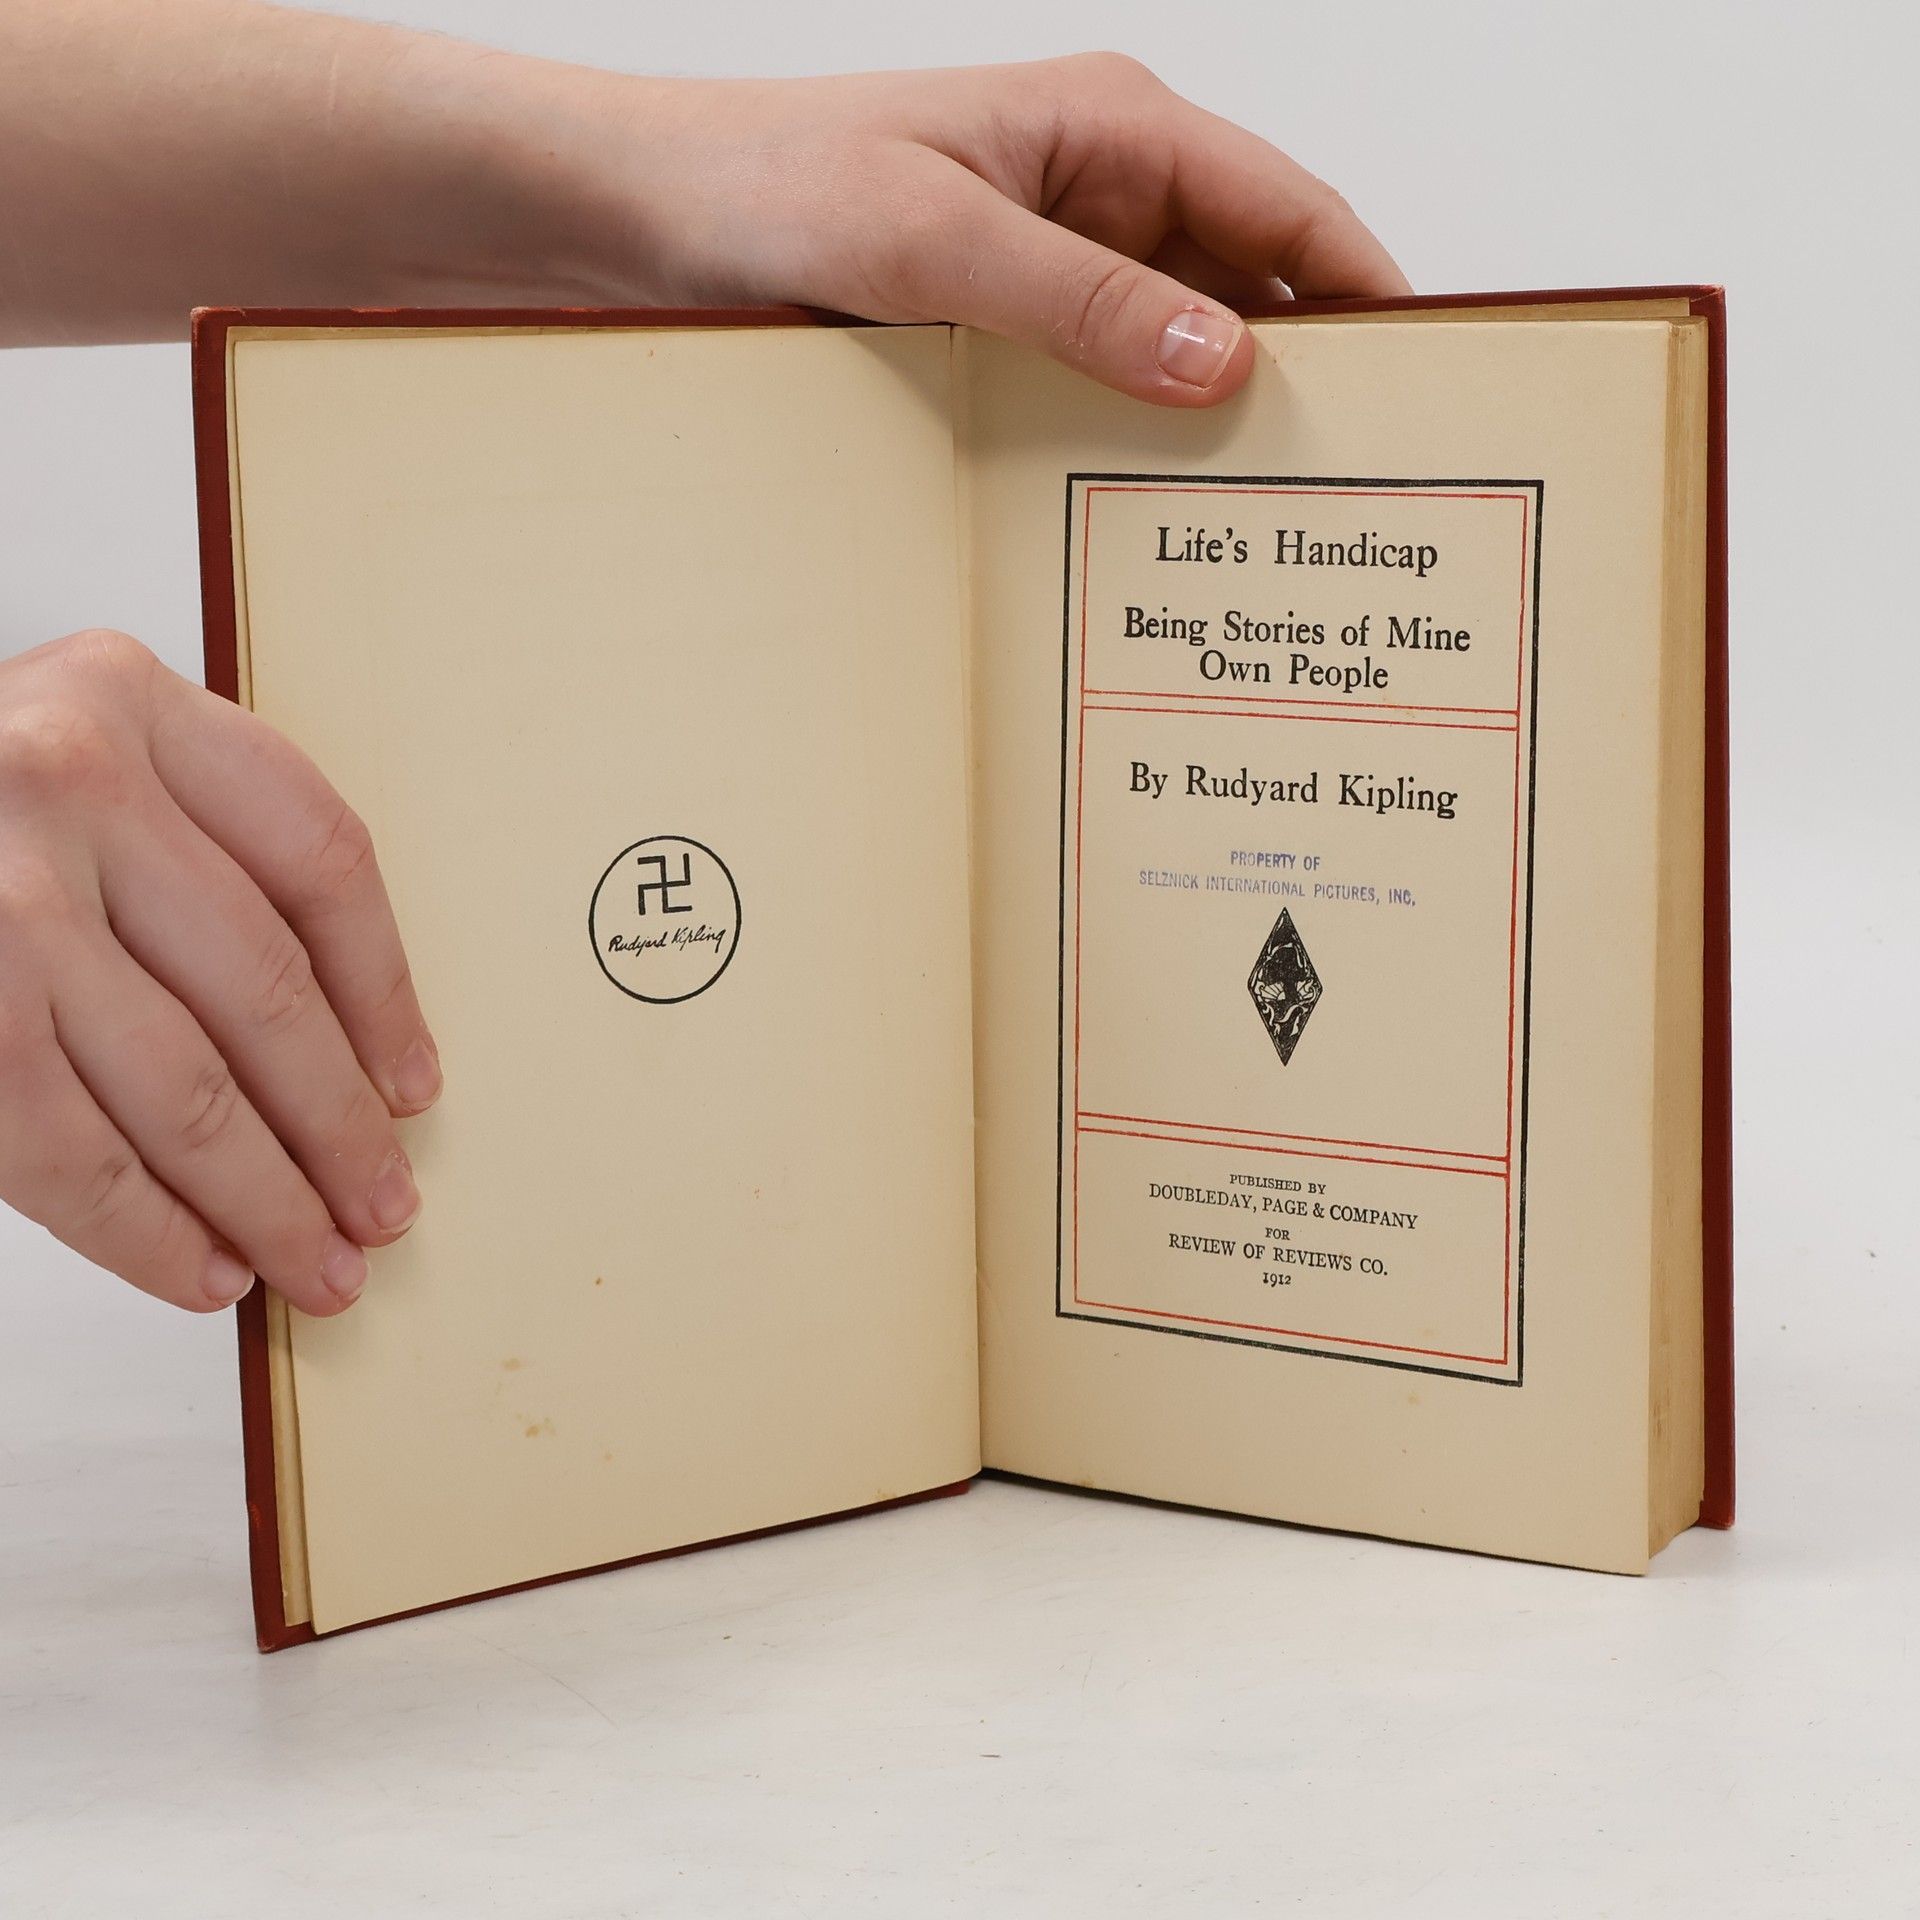 Rudyard Kipling
Life's Handicap
Being Stories of Mine
Own People
By Rudyard Kipling
PROPERTY OF
SELZNICK INTERNATIONAL PICTURES, INC.
PUBLISHED BY
DOUBLEDAY, PAGE & COMPANY
FOR
REVIEW OF REVIEWS CO.
1912